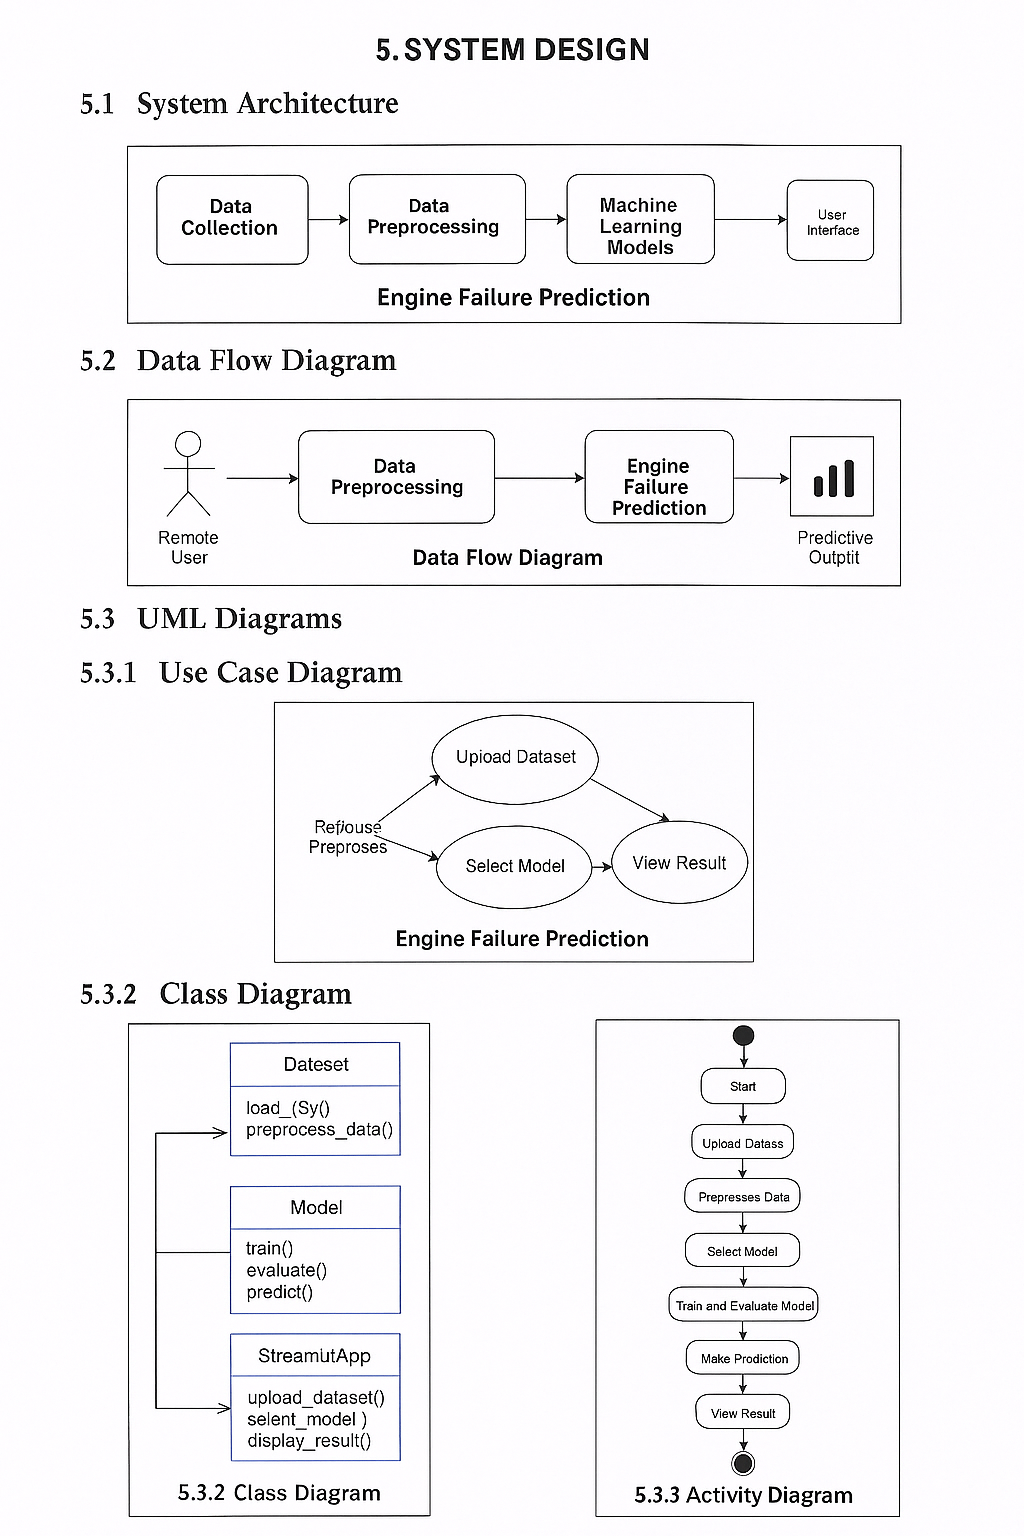 5. SYSTEM DESIGN
5.1 System Architecture
Data
Collection
Data
Preprocessing
Machine
Learning
Models
User
Interface
Engine Failure Prediction
5.2 Data Flow Diagram
Remote
User
Data
Preprocessing
Engine
Failure
Prediction
Predictive
Outptit
Data Flow Diagram
5.3 UML Diagrams
5.3.1 Use Case Diagram
Upioad Dataset
Preproses
Select Model
View Result
Engine Failure Prediction
5.3.2 Class Diagram
Dateset
load_(Sy()
preprocess_data()
Model
train()
evaluate()
predict()
StreamutApp
upload_dataset()
selent_model )
display_result()
5.3.2 Class Diagram
Start
Upload Datass
Prepresses Data
Select Model
Train and Evaluate Model
Make Prodiction
View Result
5.3.3 Activity Diagram